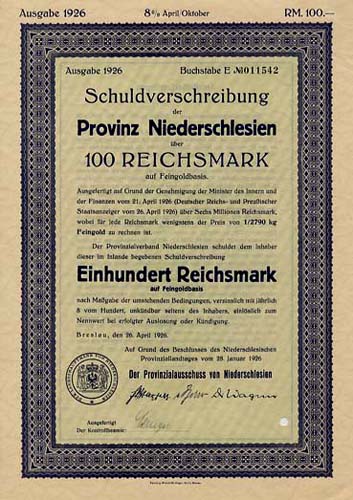 Ausgabe 1926 8% April/Oktober RM. 100.—
Ausgabe 1926 Buchstabe E №011542
Schuldverschreibung
der
Provinz Niederschlesien
über
100 REICHSMARK
auf Feingoldbasis.
Ausgefertigt auf Grund der Genehmigung der Minister des Innern und
der Finanzen vom 21. April 1926 (Deutscher Reichs- und Preußischer
Staatsanzeiger vom 26. April 1926) über Sechs Millionen Reichsmark,
wobei für jede Reichsmark wenigstens der Preis von 1/2790 kg
Feingold zu rechnen ist.
Der Provinzialverband Niederschlesien schuldet dem Inhaber
dieser im Inlande begebenen Schuldverschreibung
Einhundert Reichsmark
auf Feingoldbasis
nach Maßgabe der umstehenden Bedingungen, verzinslich mit jährlich
8 vom Hundert, unkündbar seitens des Inhabers, einlöslich zum
Nennwert bei erfolgter Auslosung oder Kündigung.
Breslau, den 26. April 1926.
Auf Grund des Beschlusses des Niederschlesischen
Provinziallandtages vom 28. Januar 1926
Der Provinzialausschuss von Niederschlesien
Ausgefertigt
Der Kontrollbeamte: